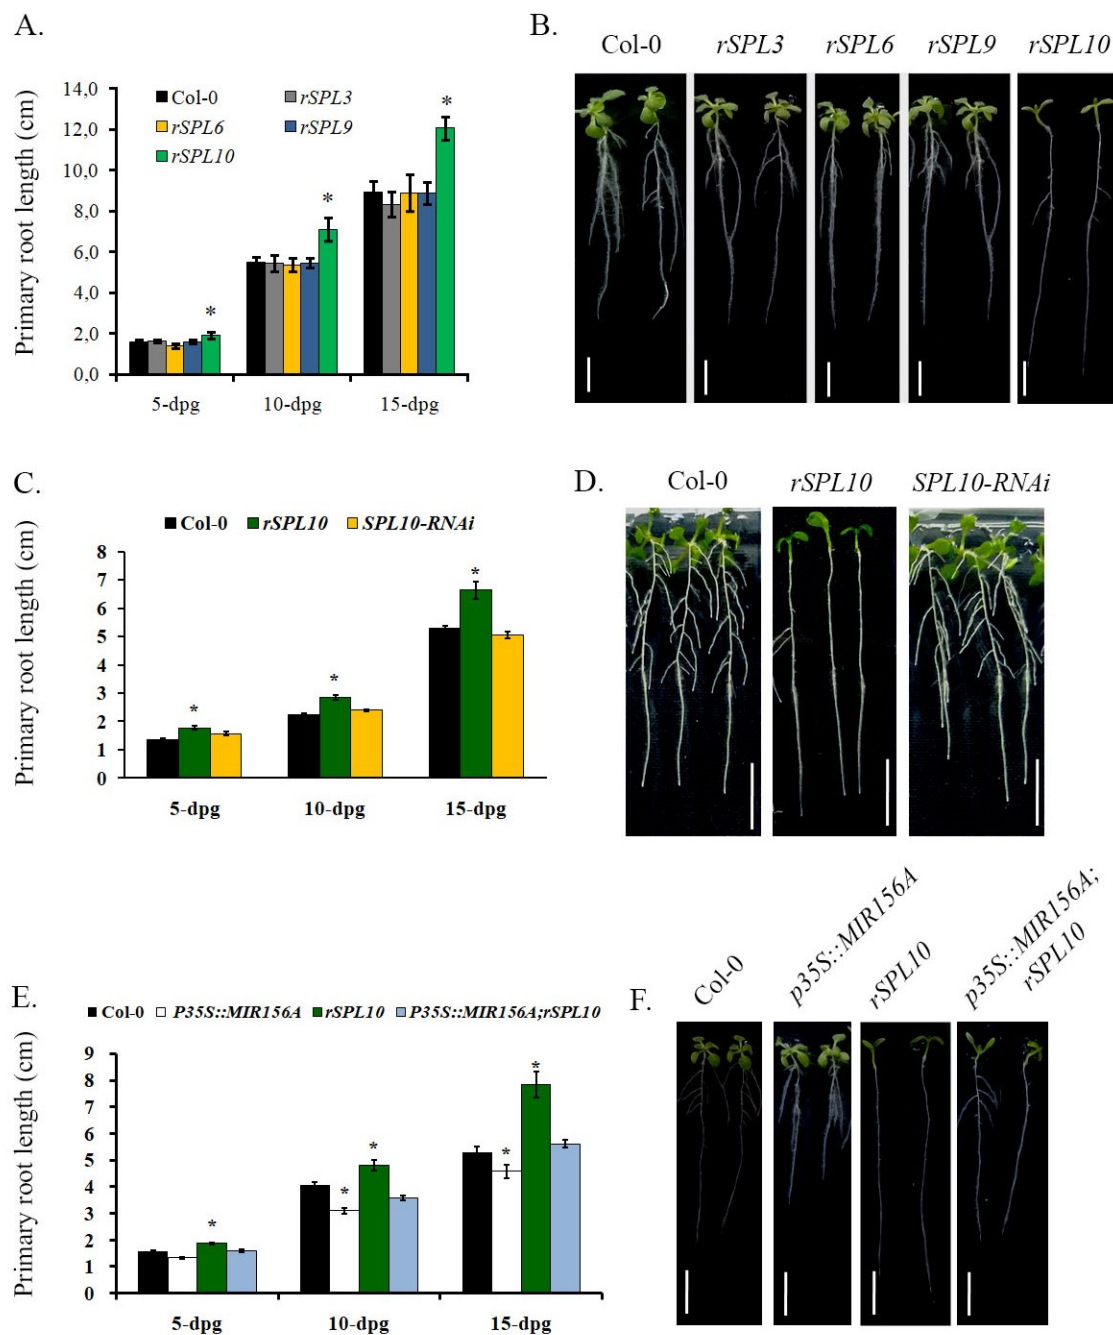 A.
Primary root length (cm)
14,0
12,0
10,0
8,0
6,0
4,0
2,0
0,0
Col-0 rSPL3
rSPL6 rSPL9
rSPL10
* * *
5-dpg 10-dpg 15-dpg
B.
Col-0 rSPL3 rSPL6 rSPL9 rSPL10
C.
Primary root length (cm)
Col-0 rSPL10 SPL10-RNAi
8
7
6
5
4
3
2
1
0
* * *
5-dpg 10-dpg 15-dpg
D.
Col-0 rSPL10 SPL10-RNAi
E.
Primary root length (cm)
Col-0 P35S::MIR156A rSPL10 P35S::MIR156A;rSPL10
9
8
7
6
5
4
3
2
1
0
* * * * *
5-dpg 10-dpg 15-dpg
F.
Col-0
p35S::MIR156A
rSPL10
p35S::MIR156A;
rSPL10